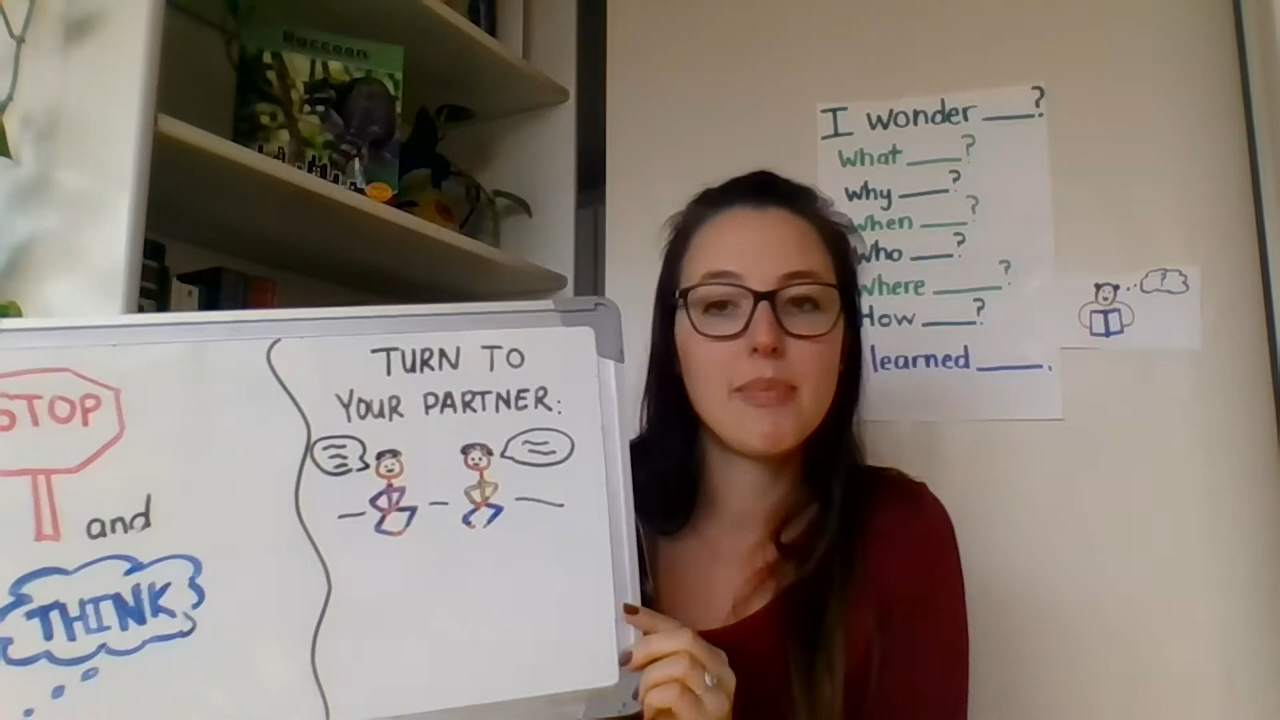 Raccoon
STOP
and
THINK
TURN TO
YOUR PARTNER:
I wonder ___?
What ___?
why ___?
When ___?
Who ___?
Where ___?
How ___?
learned ___.
?